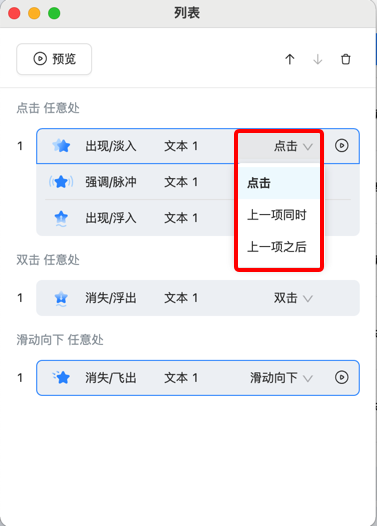 列表
预览
点击 任意处
1 出现/淡入 文本 1 点击
强调/脉冲 文本 1
点击
出现/浮入 文本 1
上一项同时
上一项之后
双击 任意处
1 消失/浮出 文本 1 双击
滑动向下 任意处
1 消失/飞出 文本 1 滑动向下